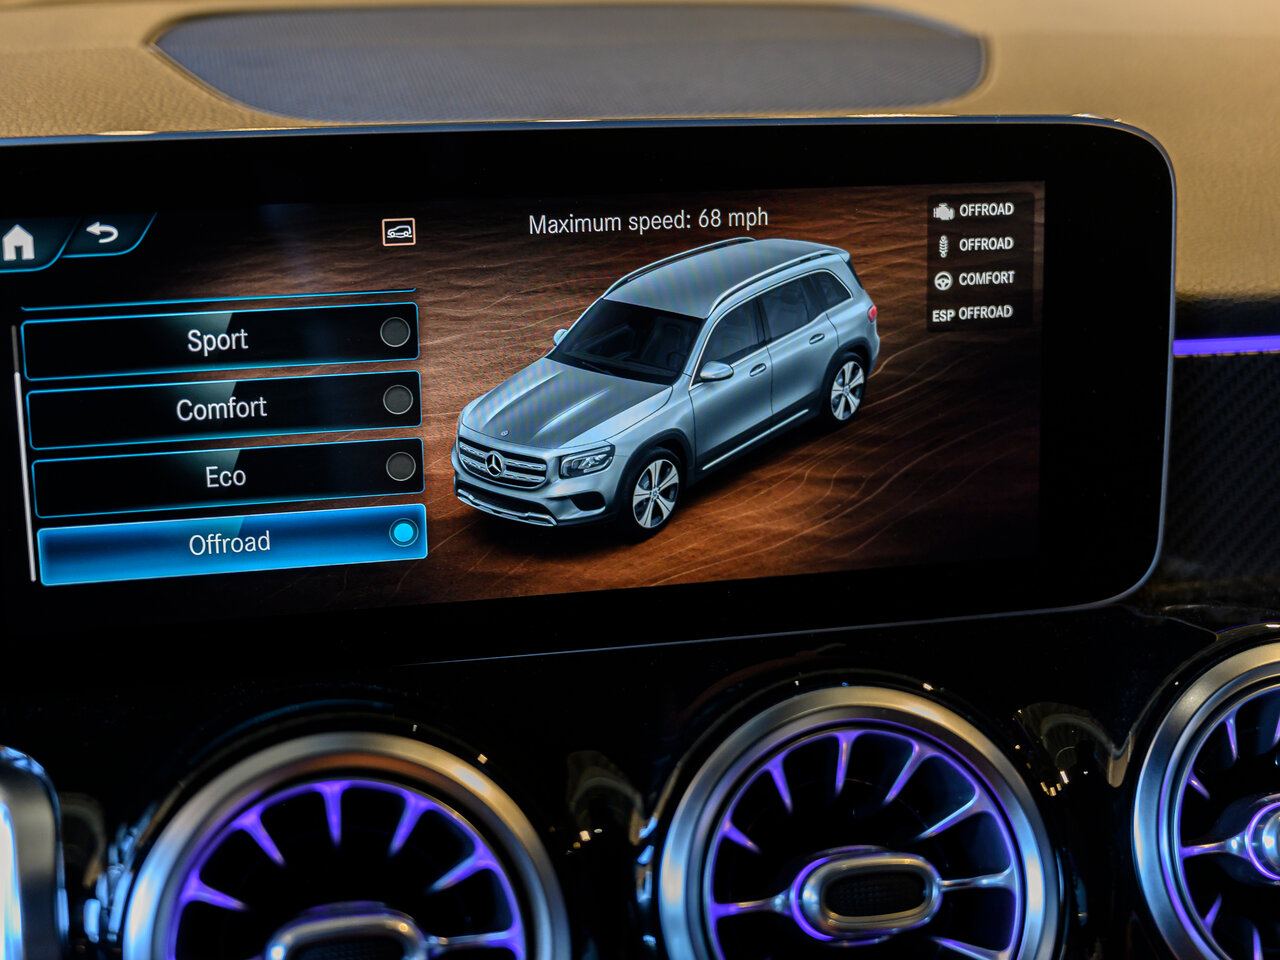 Maximum speed: 68 mph
OFFROAD
OFFROAD
COMFORT
ESP OFFROAD
Sport
Comfort
Eco
Offroad